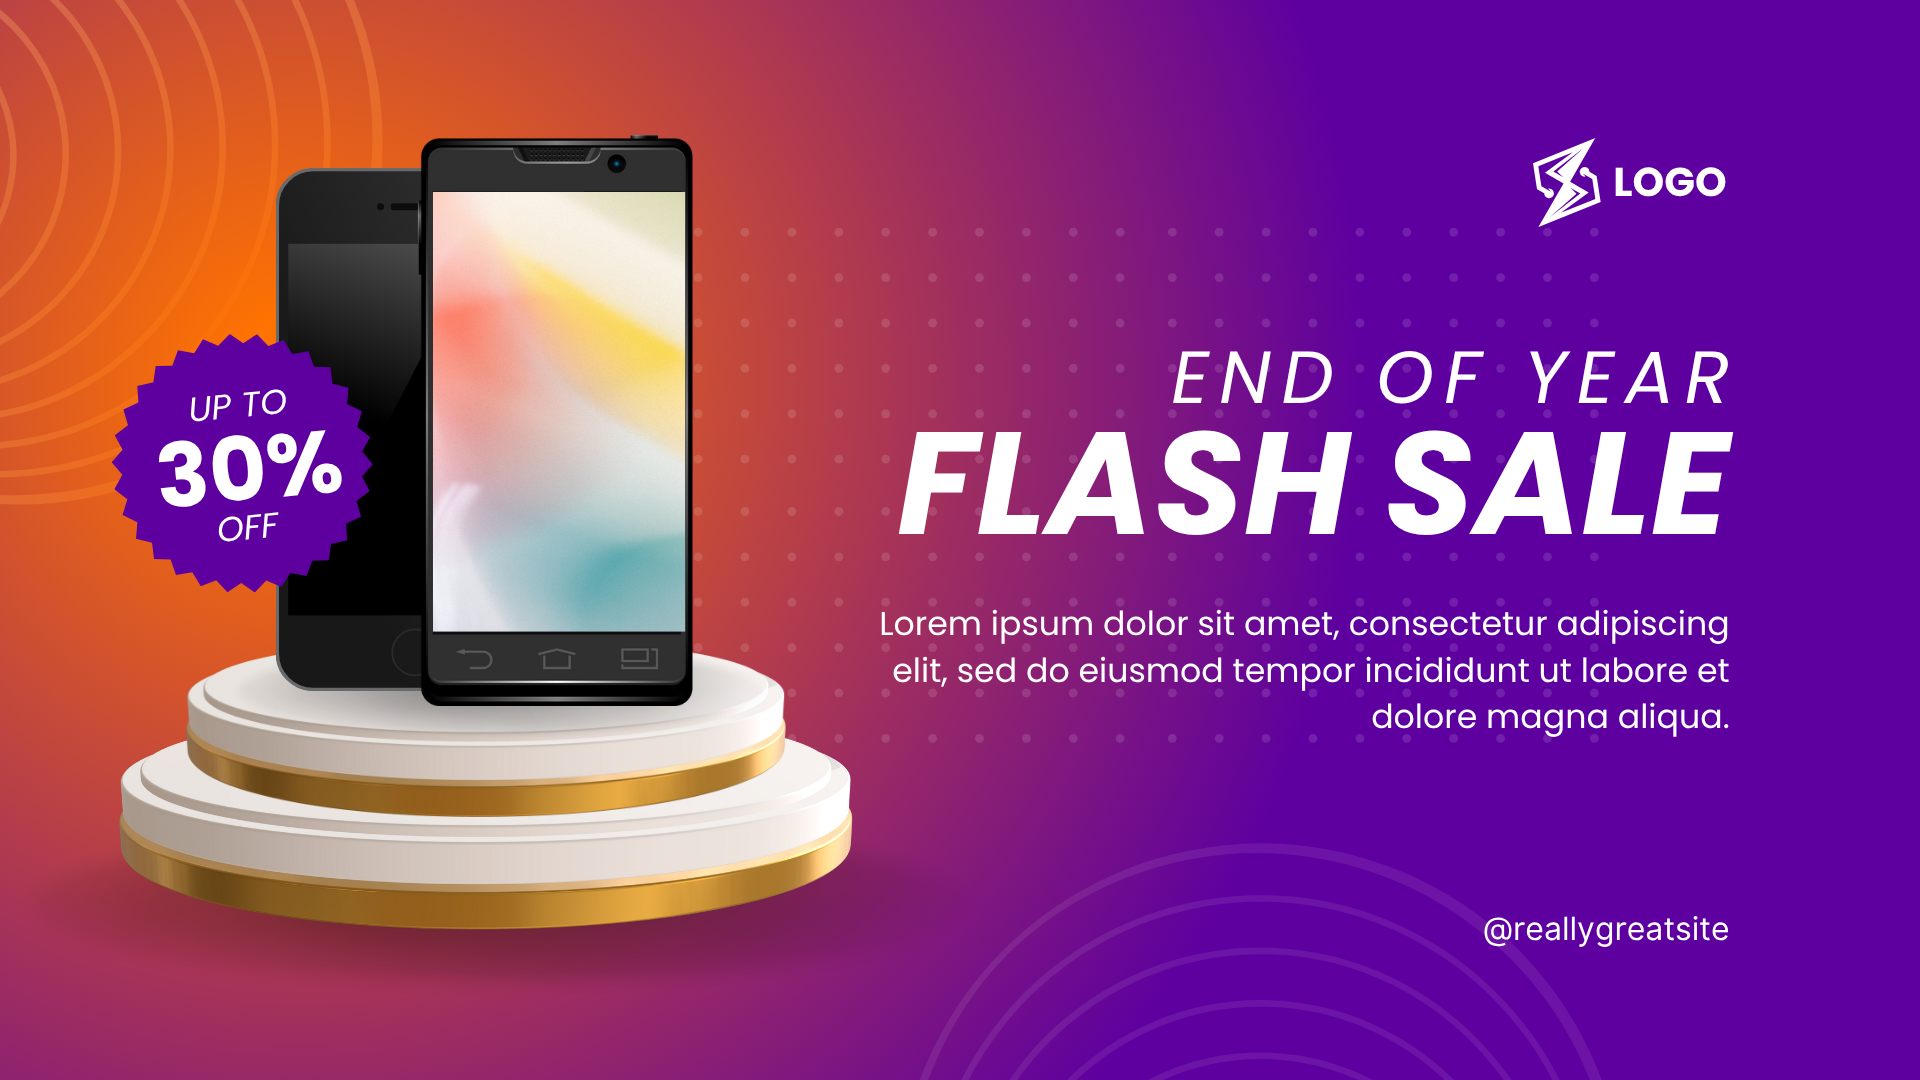 LOGO
UP TO
30%
OFF
END OF YEAR
FLASH SALE
Lorem ipsum dolor sit amet, consectetur adipiscing
elit, sed do eiusmod tempor incididunt ut labore et
dolore magna aliqua.
@reallygreatsite